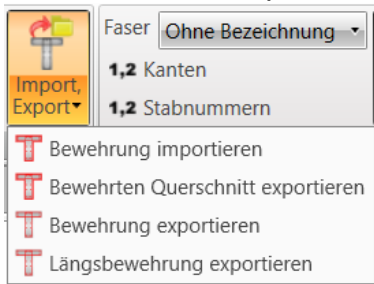 Import,
Export
Faser Ohne Bezeichnung
1,2 Kanten
1,2 Stabnummern
Bewehrung importieren
Bewehrten Querschnitt exportieren
Bewehrung exportieren
Längsbewehrung exportieren